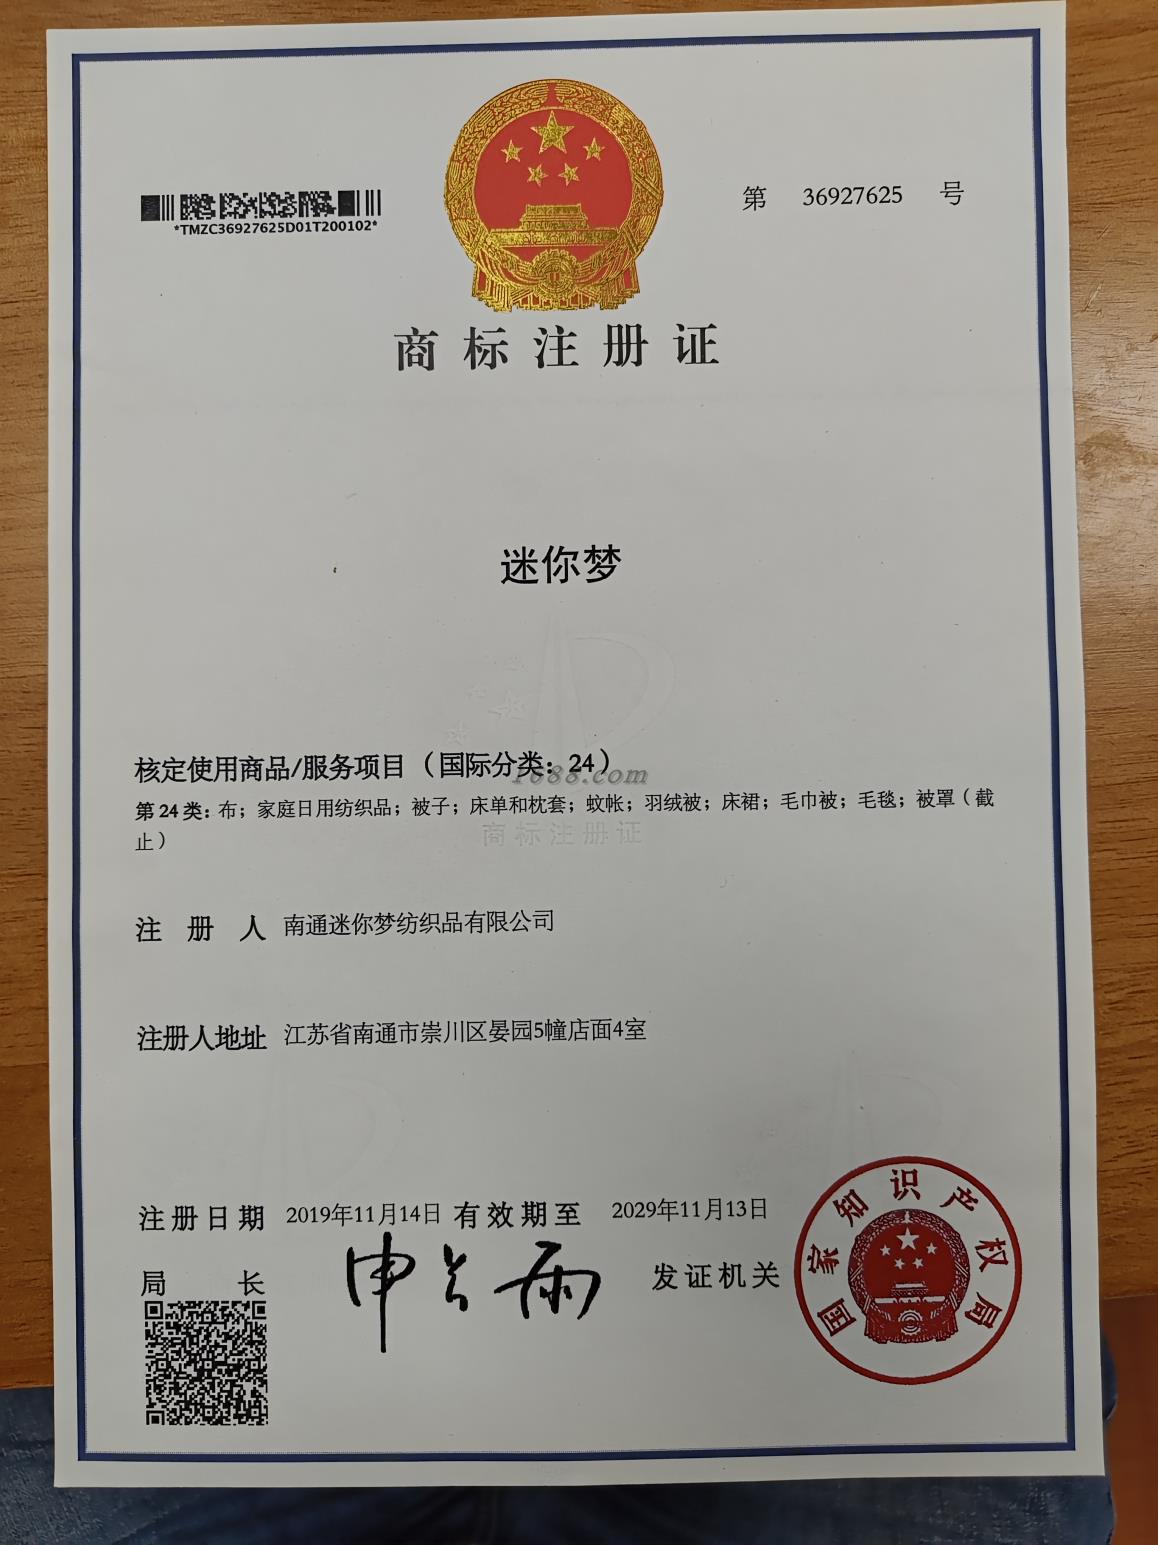 第 36927625 号
*TMZC36927625D01T200102*
商标注册证
迷你梦
核定使用商品/服务项目（国际分类：24）
1688.com
第24类：布；家庭日用纺织品；被子；床单和枕套；蚊帐；羽绒被；床裙；毛巾被；毛毯；被罩（截
止）
商标注册证
注册人 南通迷你梦纺织品有限公司
注册人地址 江苏省南通市崇川区晏园5幢店面4室
注册日期 2019年11月14日 有效期至 2029年11月13日
局长 申长雨 发证机关
国家知识产权局